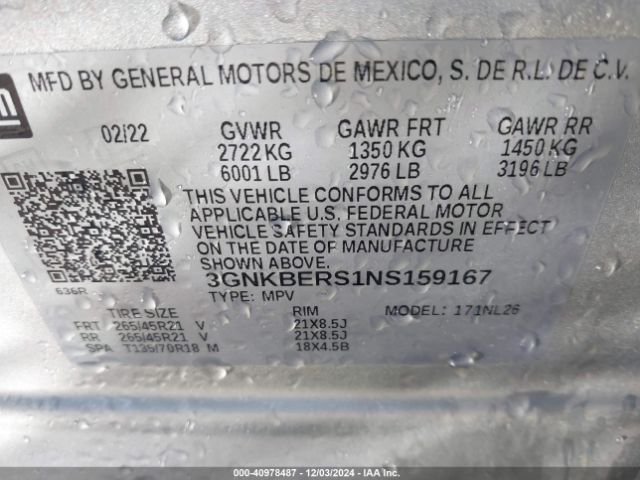 GM
MFD BY GENERAL MOTORS DE MEXICO, S. DE R.L. DE C.V.
02/22 GVWR GAWR FRT GAWR RR
2722 KG 1350 KG 1450 KG
6001 LB 2976 LB 3196 LB
THIS VEHICLE CONFORMS TO ALL
APPLICABLE U.S. FEDERAL MOTOR
VEHICLE SAFETY STANDARDS IN EFFECT
ON THE DATE OF MANUFACTURE
SHOWN ABOVE.
3GNKBERS1NS159167
636R TYPE: MPV MODEL: 171NL26
TIRE SIZE RIM
FRT 265/45R21 V 21X8.5J
RR 265/45R21 V 21X8.5J
SPA T135/70R18 M 18X4.5B
000-40978487 - 12/03/2024 - IAA Inc.